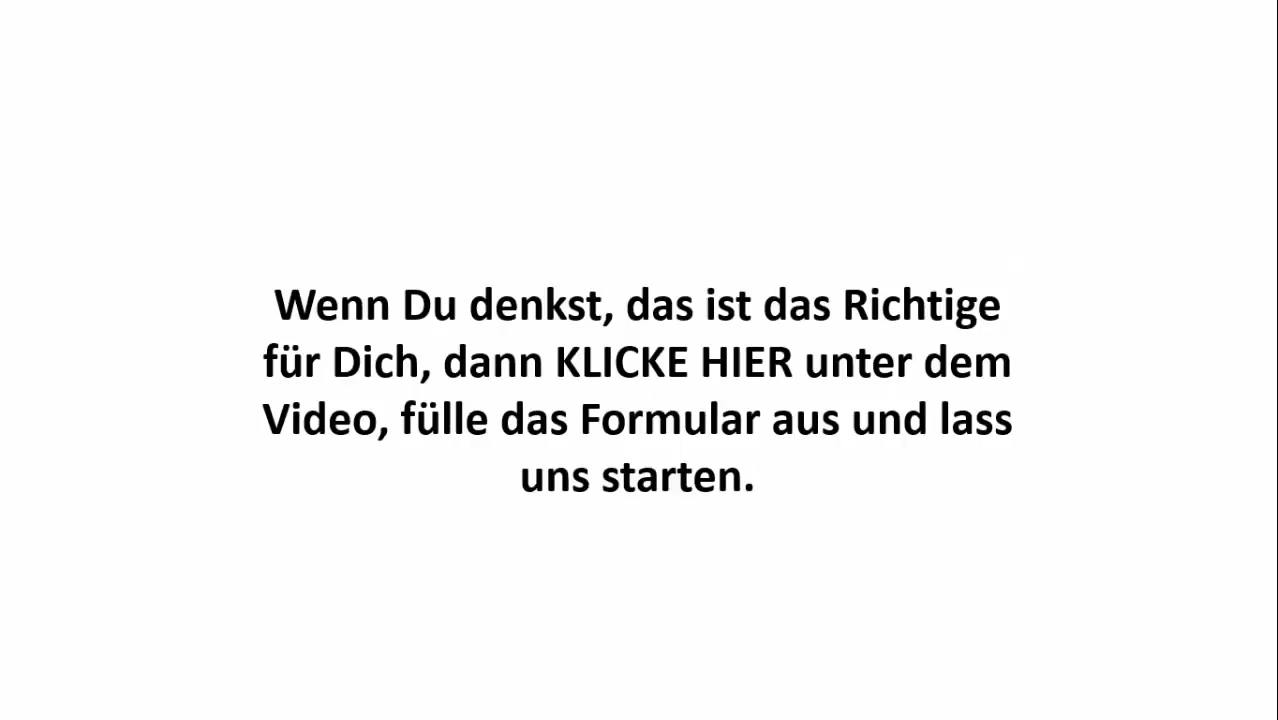 Wenn Du denkst, das ist das Richtige
für Dich, dann KLICKE HIER unter dem
Video, fülle das Formular aus und lass
uns starten.